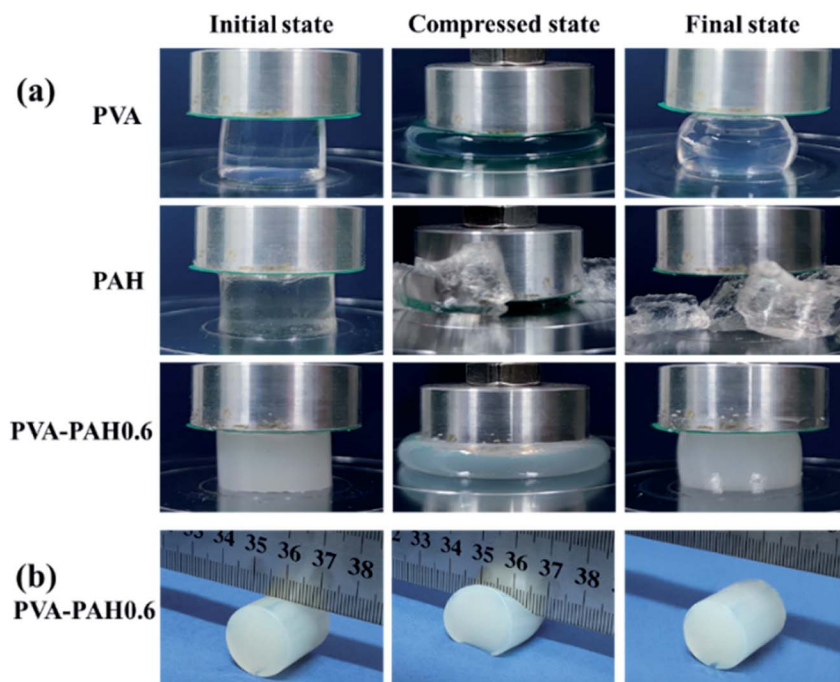 Initial state
Compressed state
Final state
(a)
PVA
PAH
PVA-PAH0.6
(b)
PVA-PAH0.6
33 34 35 36 37 38
33 34 35 36 37 38